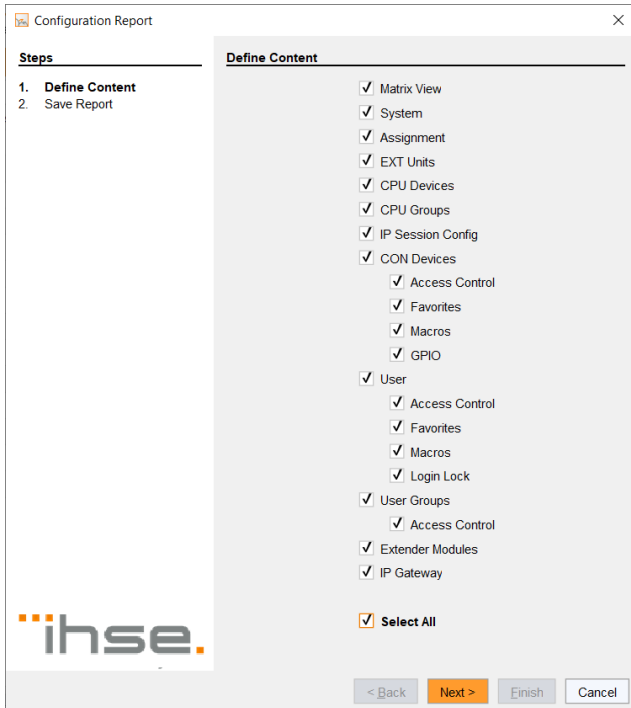 Configuration Report
Steps
1. Define Content
2. Save Report
Define Content
Matrix View
System
Assignment
EXT Units
CPU Devices
CPU Groups
IP Session Config
CON Devices
Access Control
Favorites
Macros
GPIO
User
Access Control
Favorites
Macros
Login Lock
User Groups
Access Control
Extender Modules
IP Gateway
Select All
ihse.
< Back Next > Finish Cancel